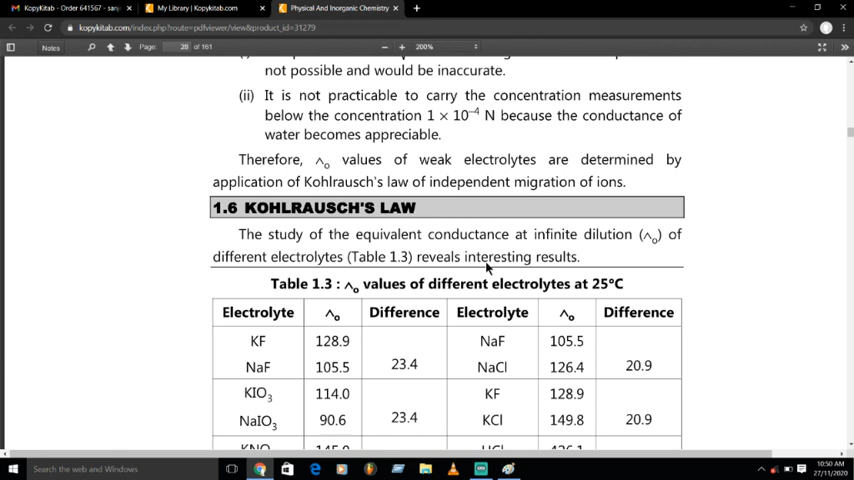 KopyKitab - Order 641567 - sanj
My Library | Kopykitab.com
Physical And Inorganic Chemistry
kopykitab.com/index.php?route=pdfviewer/view&product_id=31279
Notes
Page: 28 of 161
200%
not possible and would be inaccurate.
(ii) It is not practicable to carry the concentration measurements
below the concentration 1 × 10⁻⁴ N because the conductance of
water becomes appreciable.
Therefore, ∧₀ values of weak electrolytes are determined by
application of Kohlrausch's law of independent migration of ions.
1.6 KOHLRAUSCH'S LAW
The study of the equivalent conductance at infinite dilution (∧₀) of
different electrolytes (Table 1.3) reveals interesting results.
Table 1.3 : ∧₀ values of different electrolytes at 25°C
Electrolyte ∧₀ Difference Electrolyte ∧₀ Difference
KF 128.9 NaF 105.5
NaF 105.5 23.4 NaCl 126.4 20.9
KIO₃ 114.0 KF 128.9
NaIO₃ 90.6 23.4 KCl 149.8 20.9
Search the web and Windows
10:50 AM
27/11/2020